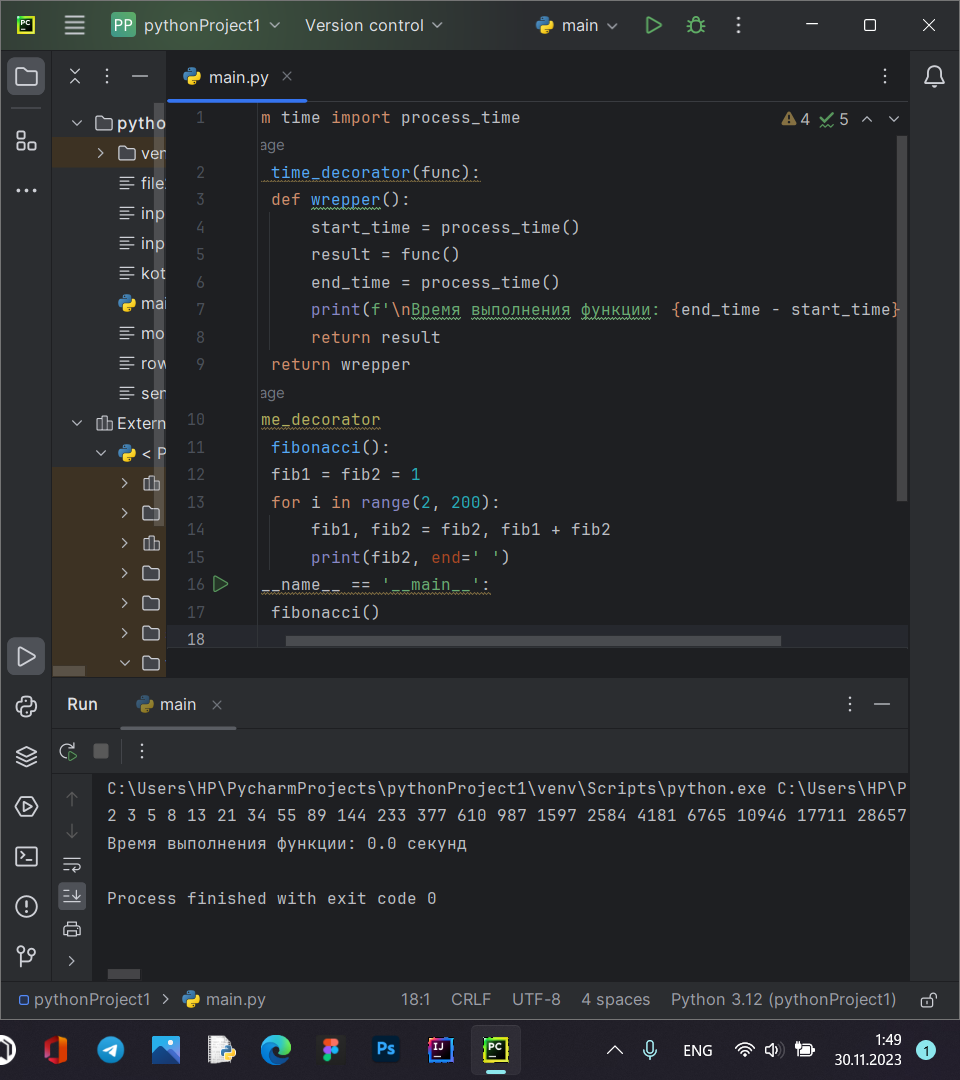 PC PP pythonProject1 Version control main
main.py
pytho
ven
file
inp
inp
kot
mai
mo
row
sen
Extern
< P
4 5
1 m time import process_time
age
2 time_decorator(func):
3 def wrepper():
4 start_time = process_time()
5 result = func()
6 end_time = process_time()
7 print(f'\nВремя выполнения функции: {end_time - start_time}
8 return result
9 return wrepper
age
10 me_decorator
11 fibonacci():
12 fib1 = fib2 = 1
13 for i in range(2, 200):
14 fib1, fib2 = fib2, fib1 + fib2
15 print(fib2, end=' ')
16 __name__ == '__main__':
17 fibonacci()
18
Run main
C:\Users\HP\PycharmProjects\pythonProject1\venv\Scripts\python.exe C:\Users\HP\P
2 3 5 8 13 21 34 55 89 144 233 377 610 987 1597 2584 4181 6765 10946 17711 28657
Время выполнения функции: 0.0 секунд
Process finished with exit code 0
pythonProject1 > main.py 18:1 CRLF UTF-8 4 spaces Python 3.12 (pythonProject1)
Ps IJ PC ENG 1:49
30.11.2023 1